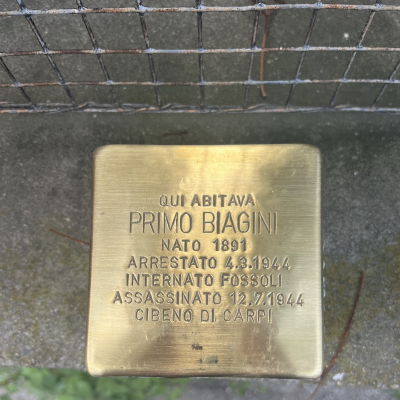 QUI ABITAVA
PRIMO BIAGINI
NATO 1891
ARRESTATO 4.3.1944
INTERNATO FOSSOLI
ASSASSINATO 12.7.1944
CIBENO DI CARPI